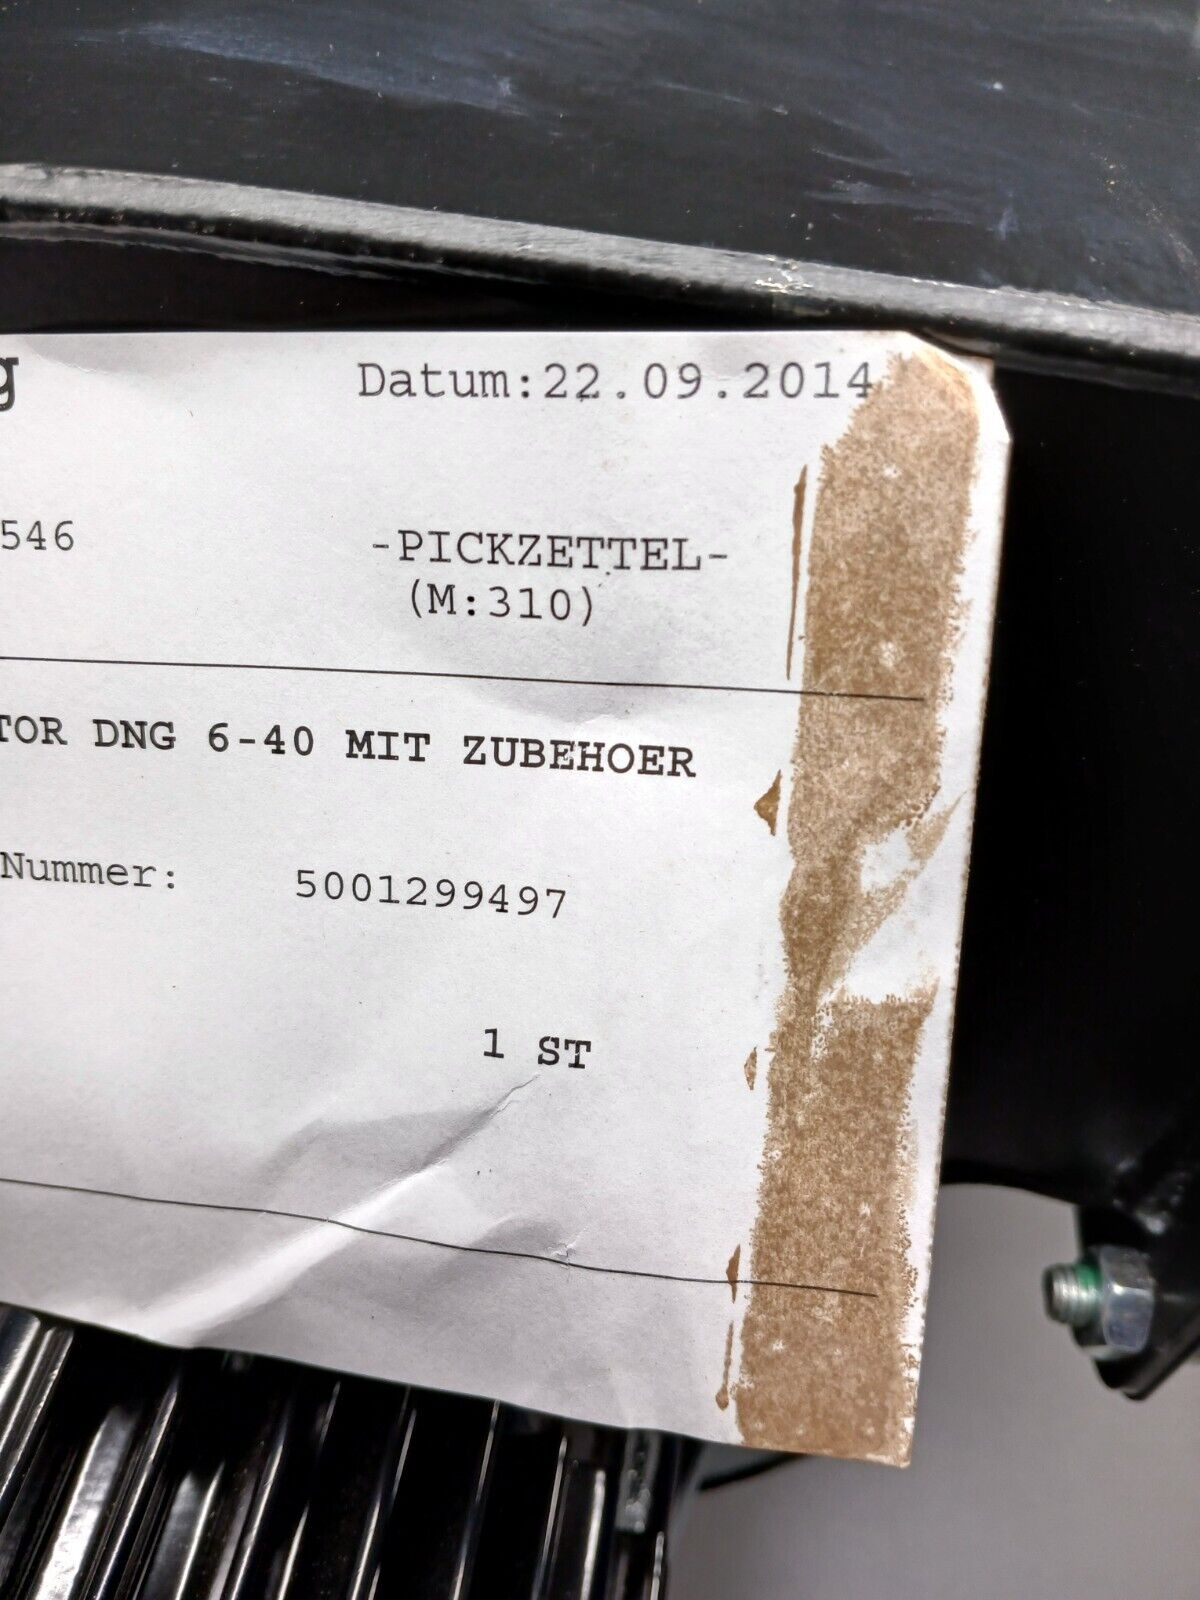 g Datum:22.09.2014
546 -PICKZETTEL-
(M:310)
TOR DNG 6-40 MIT ZUBEHOER
Nummer: 5001299497
1 ST